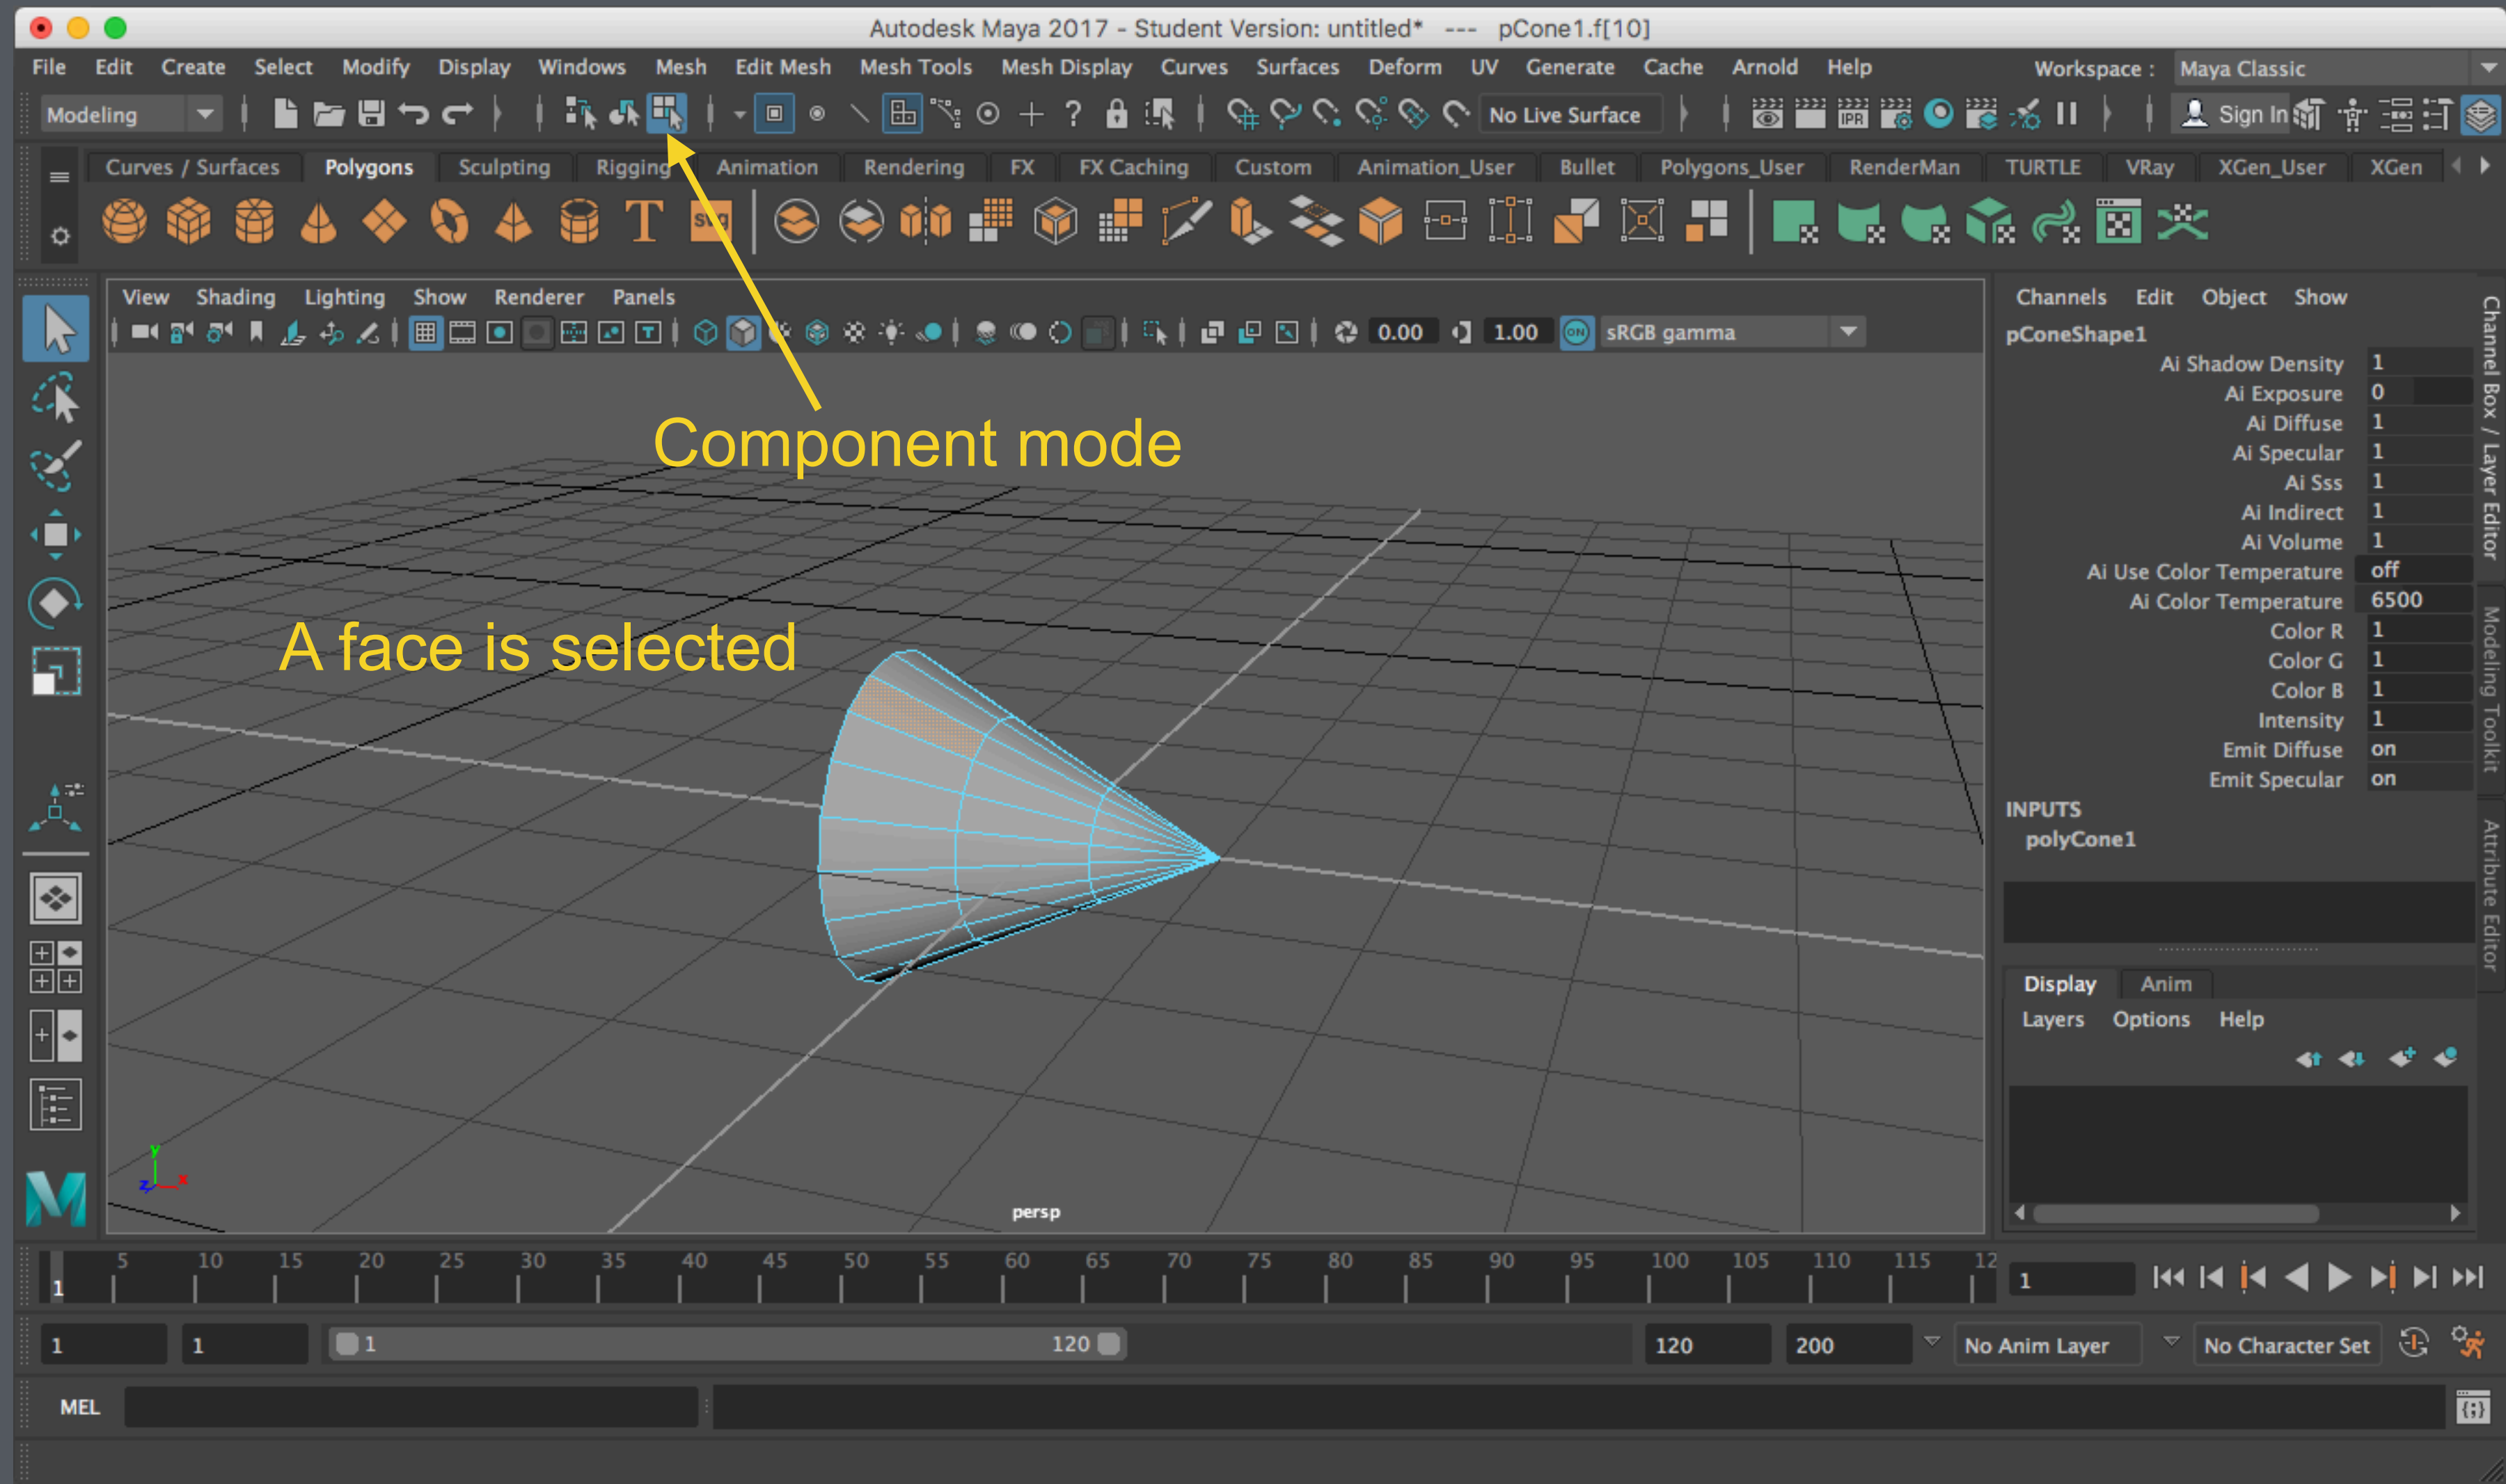 Autodesk Maya 2017 - Student Version: untitled* --- pCone1.f[10]
File Edit Create Select Modify Display Windows Mesh Edit Mesh Mesh Tools Mesh Display Curves Surfaces Deform UV Generate Cache Arnold Help Workspace : Maya Classic
Modeling No Live Surface IPR Sign In
Curves / Surfaces Polygons Sculpting Rigging Animation Rendering FX FX Caching Custom Animation_User Bullet Polygons_User RenderMan TURTLE VRay XGen_User XGen
T svg
View Shading Lighting Show Renderer Panels
0.00 1.00 ON sRGB gamma
Component mode
A face is selected
y
z x
persp
Channels Edit Object Show
pConeShape1
Ai Shadow Density 1
Ai Exposure 0
Ai Diffuse 1
Ai Specular 1
Ai Sss 1
Ai Indirect 1
Ai Volume 1
Ai Use Color Temperature off
Ai Color Temperature 6500
Color R 1
Color G 1
Color B 1
Intensity 1
Emit Diffuse on
Emit Specular on
INPUTS
polyCone1
Display Anim
Layers Options Help
Channel Box / Layer Editor
Modeling Toolkit
Attribute Editor
5 10 15 20 25 30 35 40 45 50 55 60 65 70 75 80 85 90 95 100 105 110 115 12
1 1
1 1 1 120 120 200 No Anim Layer No Character Set
MEL